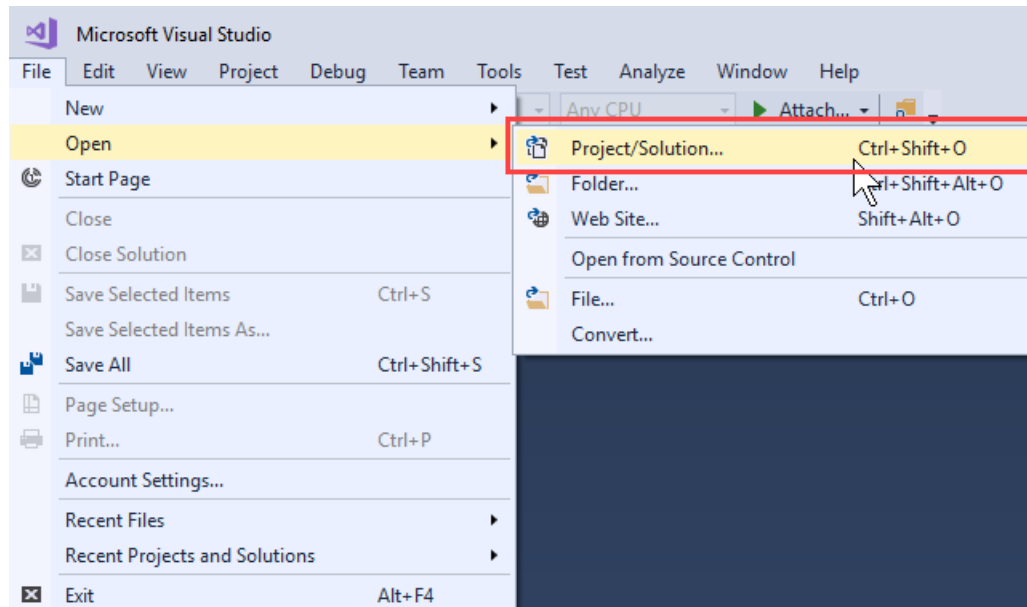 Microsoft Visual Studio
File Edit View Project Debug Team Tools Test Analyze Window Help
Any CPU Attach...
New
Open
Start Page
Close
Close Solution
Save Selected Items Ctrl+S
Save Selected Items As...
Save All Ctrl+Shift+S
Page Setup...
Print... Ctrl+P
Account Settings...
Recent Files
Recent Projects and Solutions
Exit Alt+F4
Project/Solution... Ctrl+Shift+O
Folder... Ctrl+Shift+Alt+O
Web Site... Shift+Alt+O
Open from Source Control
File... Ctrl+O
Convert...